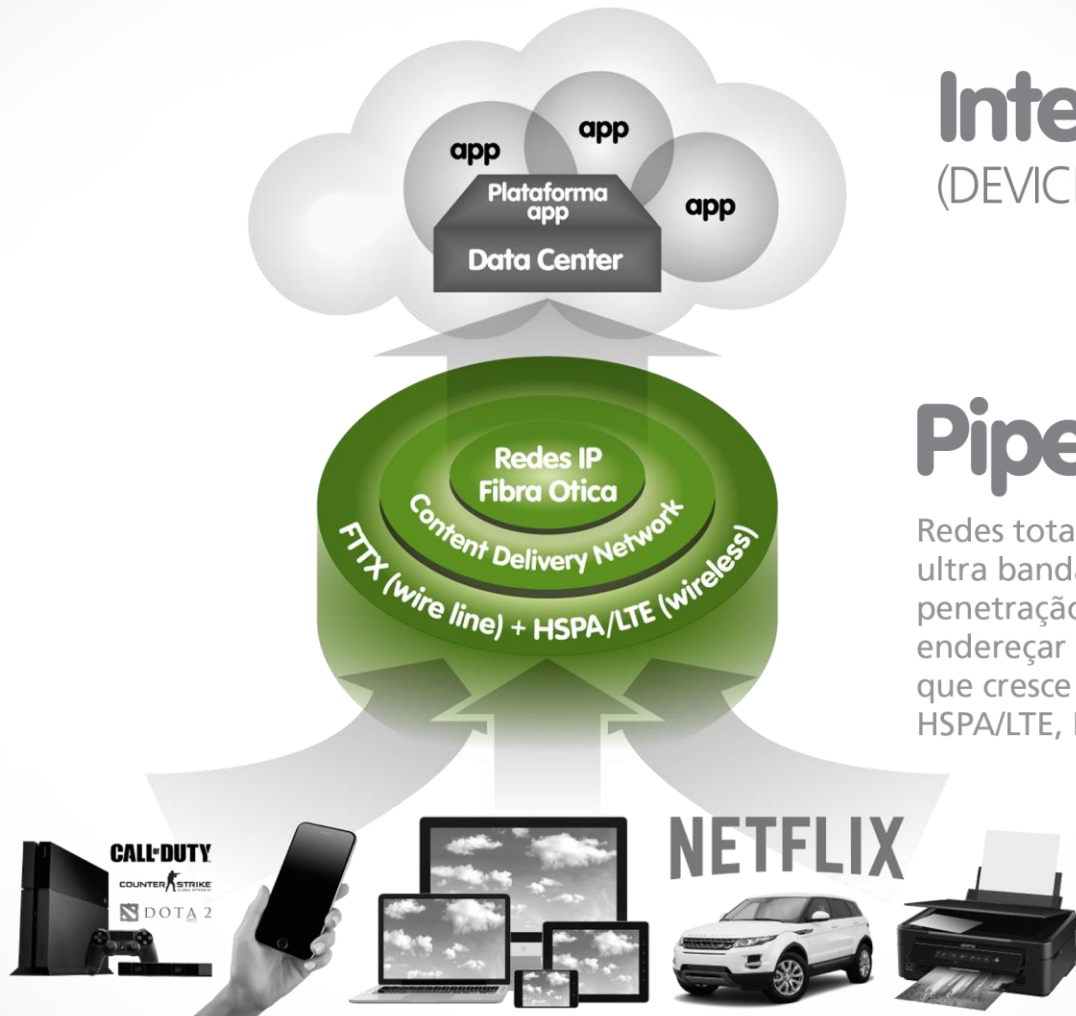 app
app
app
Plataforma
app
Data Center
Inte
(DEVIC
Redes IP
Fibra Otica
Content Delivery Network
FTTX (wire line) + HSPA/LTE (wireless)
Pipe
Redes tota
ultra banda
penetração
endereçar
que cresce
HSPA/LTE,
CALL OF DUTY
COUNTER STRIKE
DOTA 2
NETFLIX